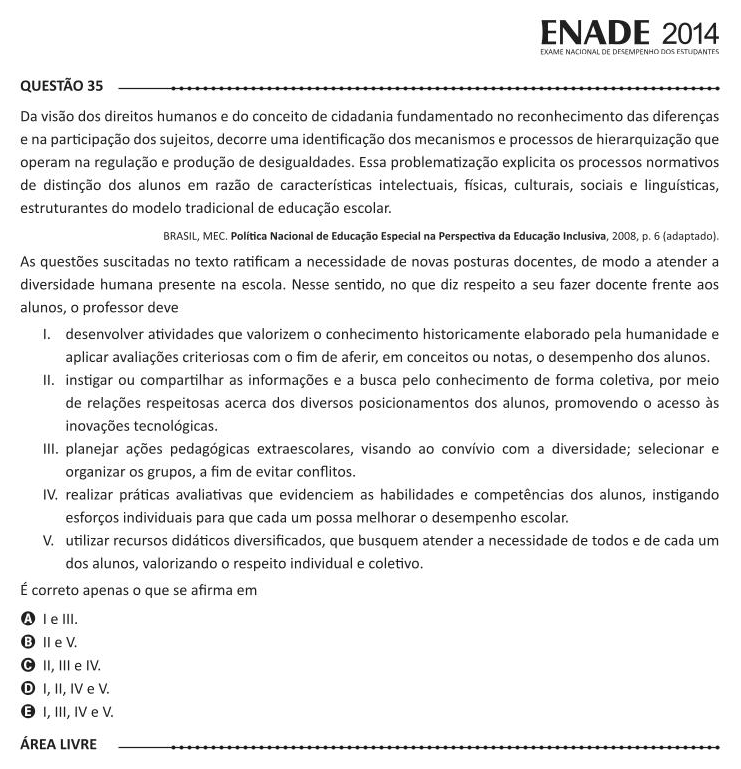 ENADE 2014
EXAME NACIONAL DE DESEMPENHO DOS ESTUDANTES
QUESTÃO 35
Da visão dos direitos humanos e do conceito de cidadania fundamentado no reconhecimento das diferenças
e na participação dos sujeitos, decorre uma identificação dos mecanismos e processos de hierarquização que
operam na regulação e produção de desigualdades. Essa problematização explicita os processos normativos
de distinção dos alunos em razão de características intelectuais, físicas, culturais, sociais e linguísticas,
estruturantes do modelo tradicional de educação escolar.
BRASIL, MEC. Política Nacional de Educação Especial na Perspectiva da Educação Inclusiva, 2008, p. 6 (adaptado).
As questões suscitadas no texto ratificam a necessidade de novas posturas docentes, de modo a atender a
diversidade humana presente na escola. Nesse sentido, no que diz respeito a seu fazer docente frente aos
alunos, o professor deve
I. desenvolver atividades que valorizem o conhecimento historicamente elaborado pela humanidade e
aplicar avaliações criteriosas com o fim de aferir, em conceitos ou notas, o desempenho dos alunos.
II. instigar ou compartilhar as informações e a busca pelo conhecimento de forma coletiva, por meio
de relações respeitosas acerca dos diversos posicionamentos dos alunos, promovendo o acesso às
inovações tecnológicas.
III. planejar ações pedagógicas extraescolares, visando ao convívio com a diversidade; selecionar e
organizar os grupos, a fim de evitar conflitos.
IV. realizar práticas avaliativas que evidenciem as habilidades e competências dos alunos, instigando
esforços individuais para que cada um possa melhorar o desempenho escolar.
V. utilizar recursos didáticos diversificados, que busquem atender a necessidade de todos e de cada um
dos alunos, valorizando o respeito individual e coletivo.
É correto apenas o que se afirma em
A I e III.
B II e V.
C II, III e IV.
D I, II, IV e V.
E I, III, IV e V.
ÁREA LIVRE